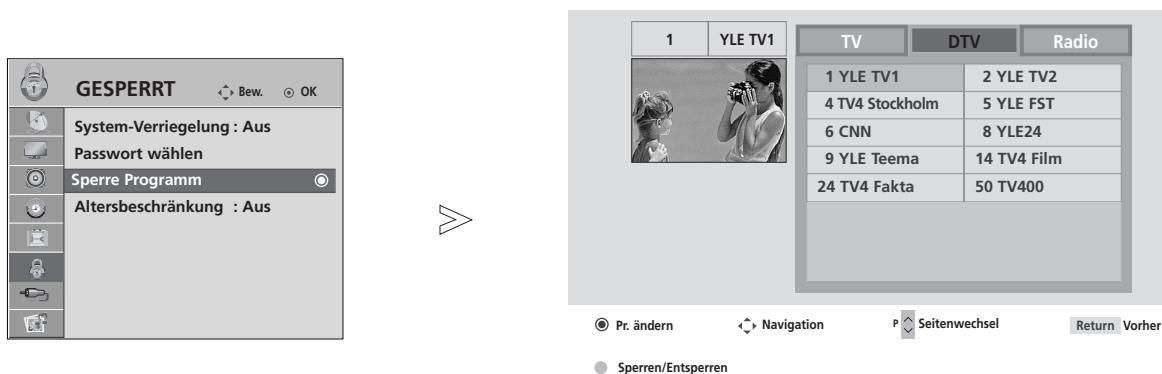 GESPERRT Bew. OK
System-Verriegelung : Aus
Passwort wählen
Sperre Programm
Altersbeschränkung : Aus
1 YLE TV1
TV DTV Radio
1 YLE TV1 2 YLE TV2
4 TV4 Stockholm 5 YLE FST
6 CNN 8 YLE24
9 YLE Teema 14 TV4 Film
24 TV4 Fakta 50 TV400
Pr. ändern Navigation P Seitenwechsel Return Vorher
Sperren/Entsperren